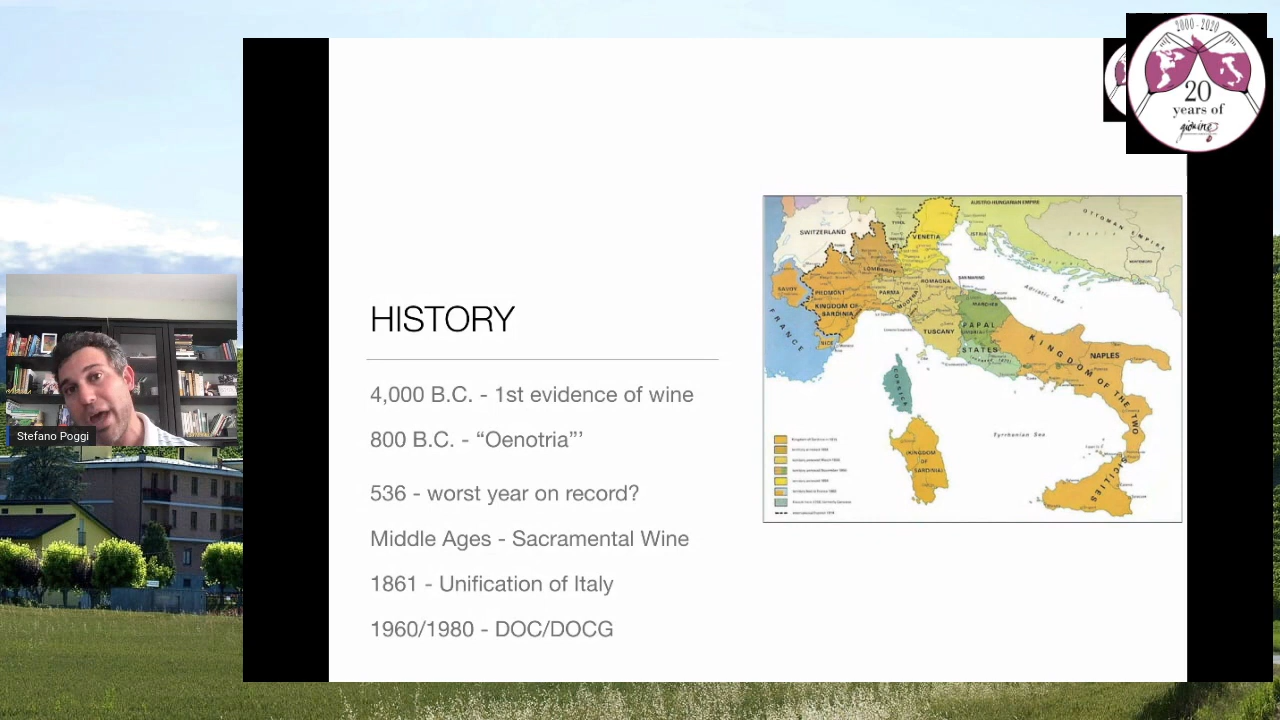 2000-2020
20
years of
HISTORY
4,000 B.C. - 1st evidence of wine
800 B.C. - “Oenotria”’
536 - worst year on record?
Middle Ages - Sacramental Wine
1861 - Unification of Italy
1960/1980 - DOC/DOCG
AUSTRO-HUNGARIAN EMPIRE
OTTOMAN EMPIRE
SWITZERLAND
VENETIA
ISTRIA
LOMBARDY
SAVOY
PIEDMONT
KINGDOM OF
SARDINIA
PARMA
MODENA
ROMAGNA
SAN MARINO
MARCHES
Adriatic Sea
FRANCE
NICE
TUSCANY
PAPAL
STATES
CORSICA
KINGDOM OF THE TWO SICILIES
NAPLES
Tyrrhenian Sea
(KINGDOM
OF
SARDINIA)
Stefano Poggi